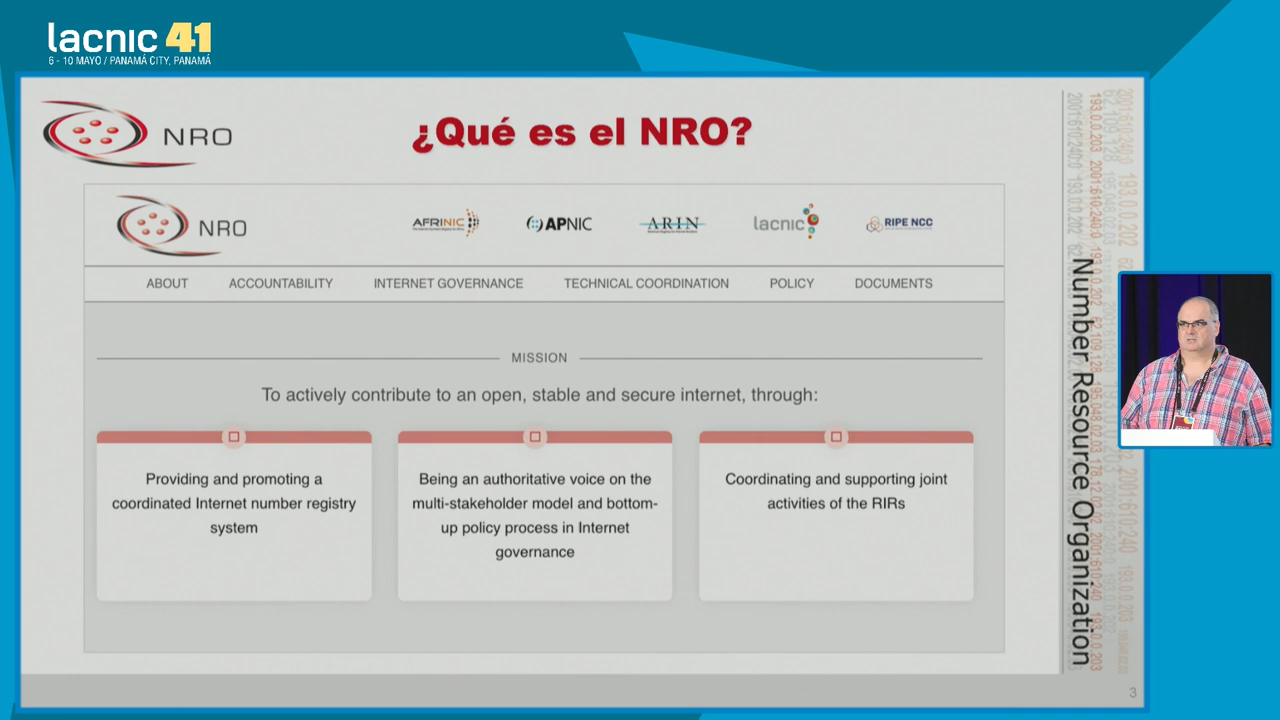 lacnic 41
6 - 10 MAYO / PANAMÁ CITY, PANAMÁ
NRO
¿Qué es el NRO?
NRO
AFRINIC
APNIC
ARIN
lacnic
RIPE NCC
ABOUT ACCOUNTABILITY INTERNET GOVERNANCE TECHNICAL COORDINATION POLICY DOCUMENTS
MISSION
To actively contribute to an open, stable and secure internet, through:
Providing and promoting a
coordinated Internet number registry
system
Being an authoritative voice on the
multi-stakeholder model and bottom-
up policy process in Internet
governance
Coordinating and supporting joint
activities of the RIRs
Number Resource Organization
3